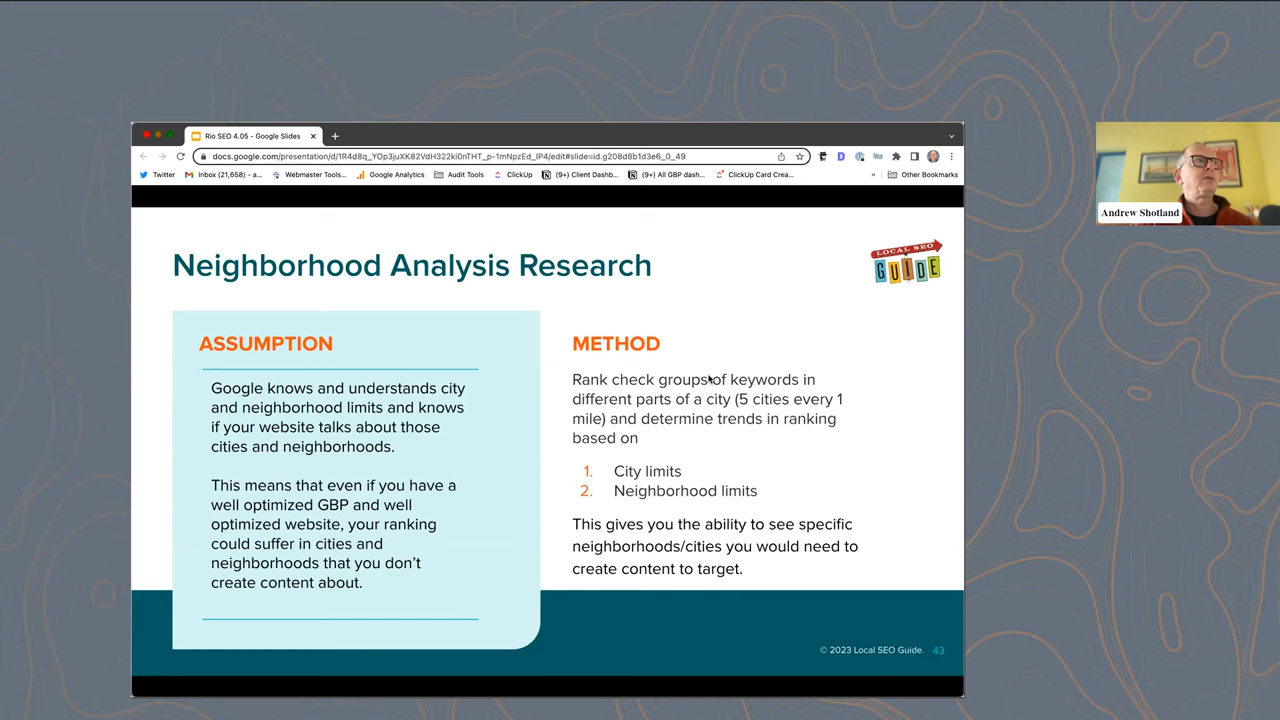 Rio SEO 4.05 - Google Slides
docs.google.com/presentation/d/1R4d8q_YOp3juXK82VdH322ki0nTHT_p-1mNpzEd_IP4/edit#slide=id.g208d8b1d3e6_0_49
Twitter Inbox (21,658) - a... Webmaster Tools... Google Analytics Audit Tools ClickUp (9+) Client Dashb... (9+) All GBP dash... ClickUp Card Crea... » Other Bookmarks
Neighborhood Analysis Research
LOCAL SEO
GUIDE
ASSUMPTION
Google knows and understands city
and neighborhood limits and knows
if your website talks about those
cities and neighborhoods.
This means that even if you have a
well optimized GBP and well
optimized website, your ranking
could suffer in cities and
neighborhoods that you don't
create content about.
METHOD
Rank check groups of keywords in
different parts of a city (5 cities every 1
mile) and determine trends in ranking
based on
1. City limits
2. Neighborhood limits
This gives you the ability to see specific
neighborhoods/cities you would need to
create content to target.
© 2023 Local SEO Guide. 43
Andrew Shotland